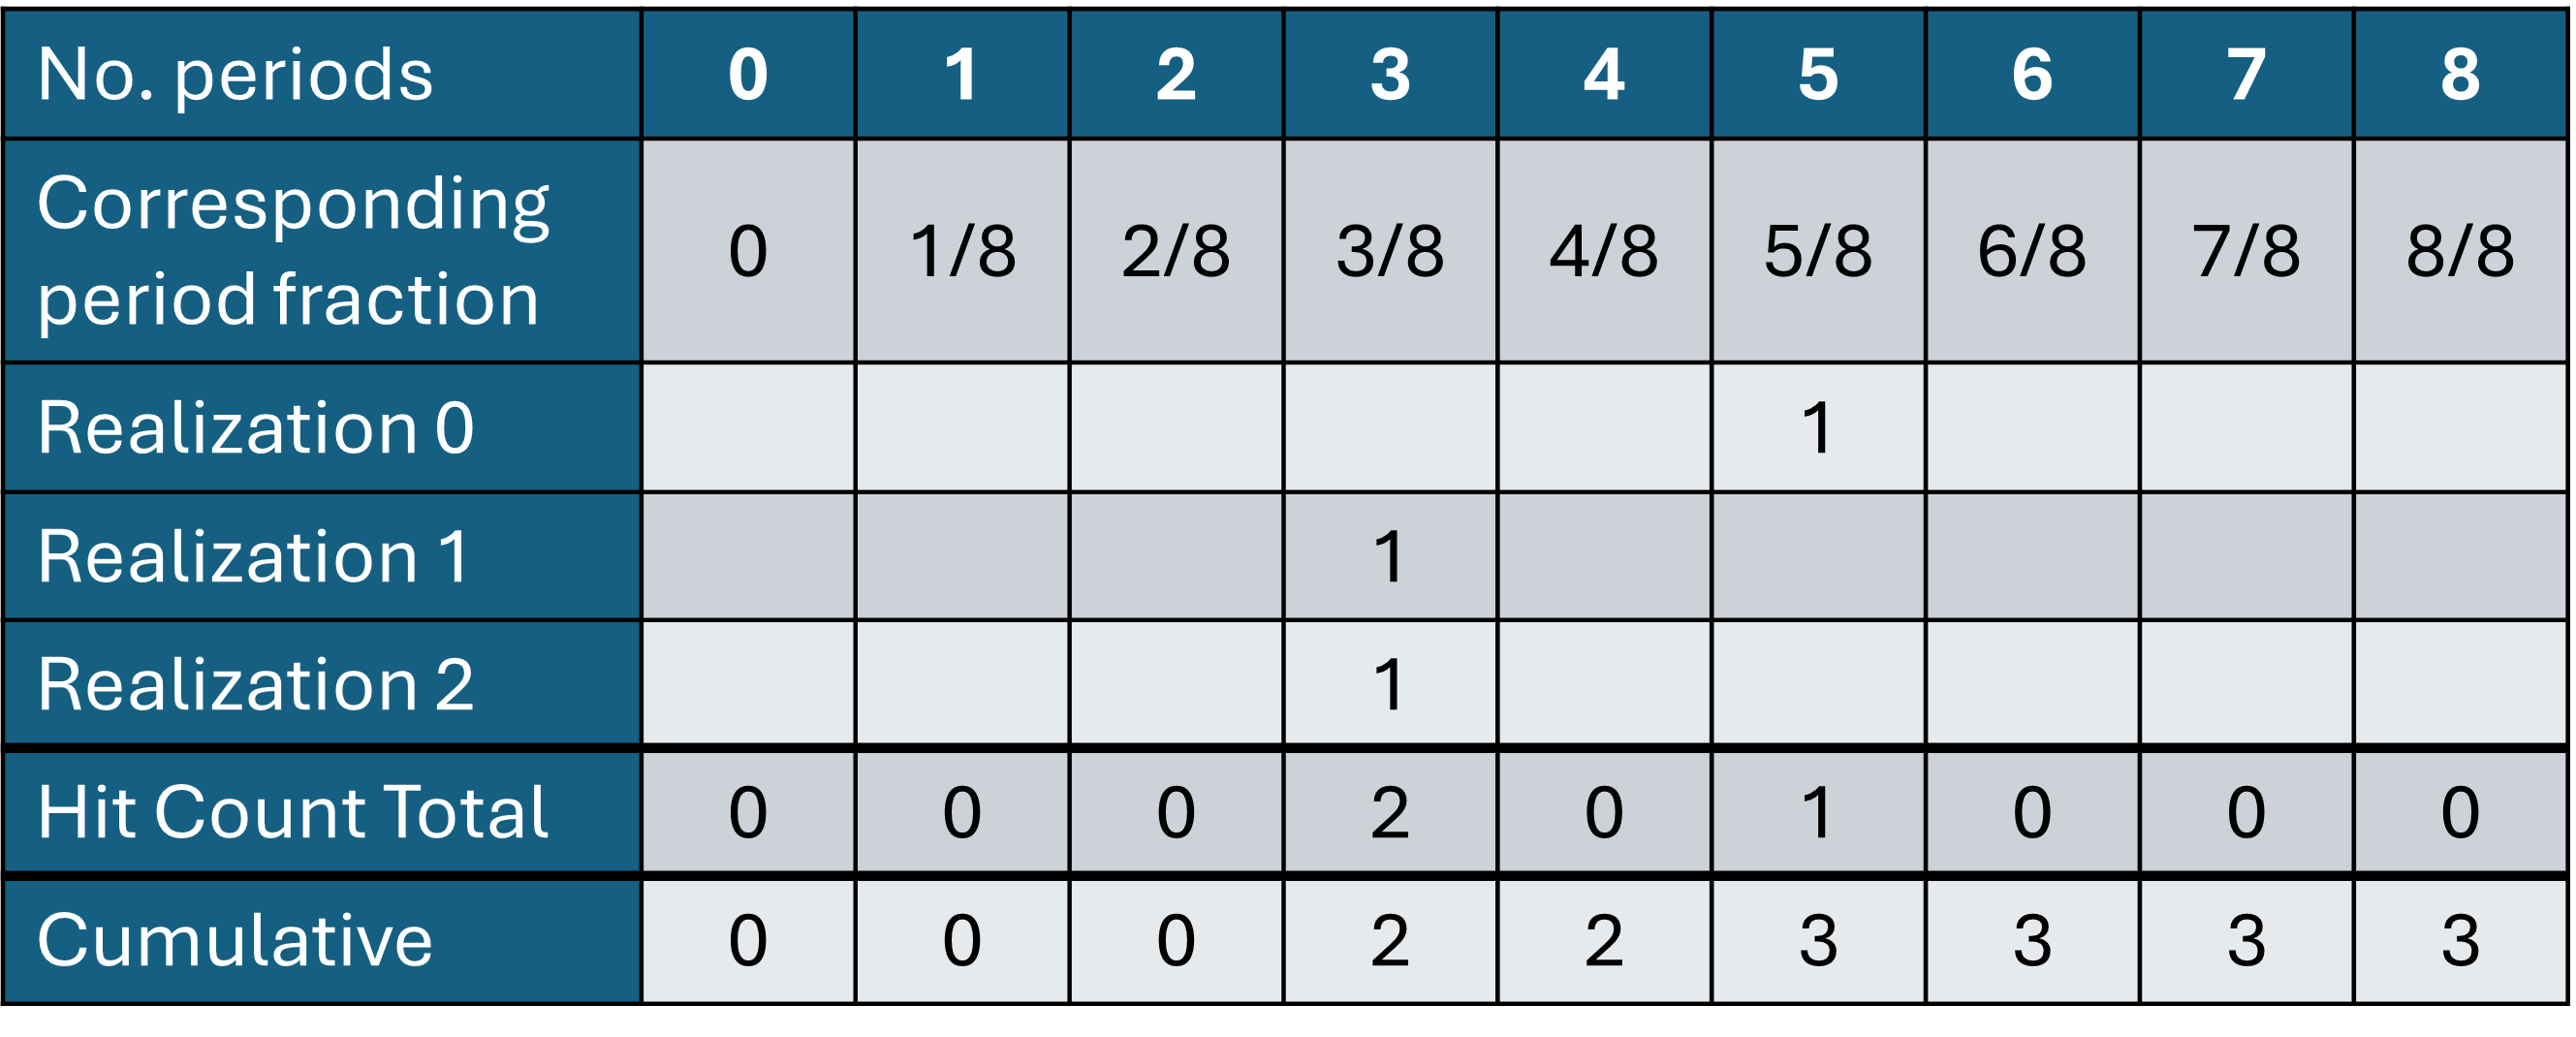 No. periods 0 1 2 3 4 5 6 7 8
Corresponding
period fraction 0 1/8 2/8 3/8 4/8 5/8 6/8 7/8 8/8
Realization 0 1
Realization 1 1
Realization 2 1
Hit Count Total 0 0 0 2 0 1 0 0 0
Cumulative 0 0 0 2 2 3 3 3 3